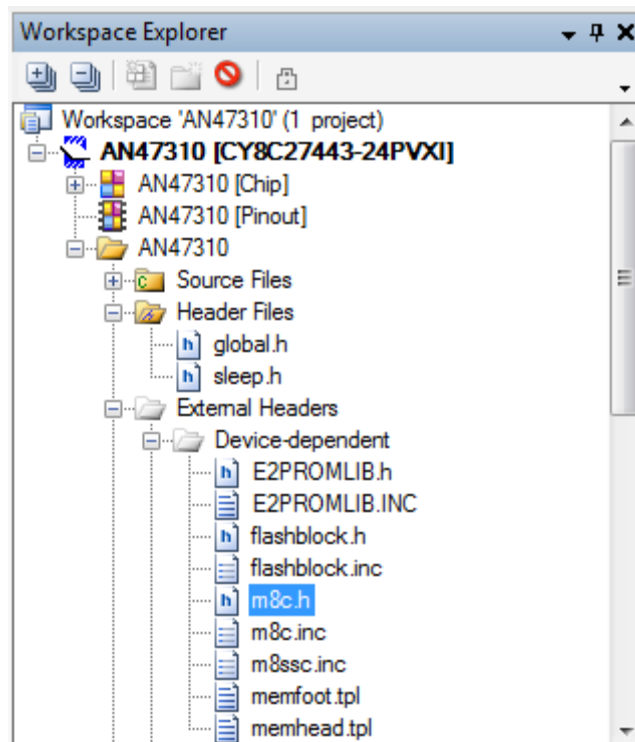 Workspace Explorer
Workspace 'AN47310' (1 project)
AN47310 [CY8C27443-24PVXI]
AN47310 [Chip]
AN47310 [Pinout]
AN47310
Source Files
Header Files
global.h
sleep.h
External Headers
Device-dependent
E2PROMLIB.h
E2PROMLIB.INC
flashblock.h
flashblock.inc
m8c.h
m8c.inc
m8ssc.inc
memfoot.tpl
memhead.tpl